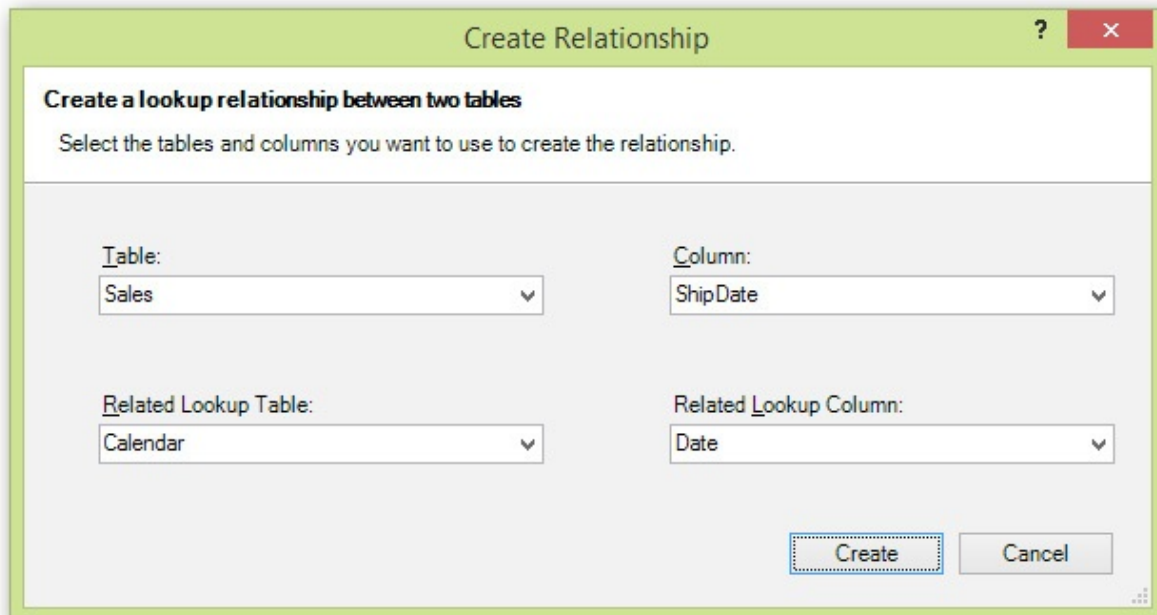 Create Relationship
?
Create a lookup relationship between two tables
Select the tables and columns you want to use to create the relationship.
Table:
Column:
Sales
ShipDate
Related Lookup Table:
Related Lookup Column:
Calendar
Date
Create
Cancel